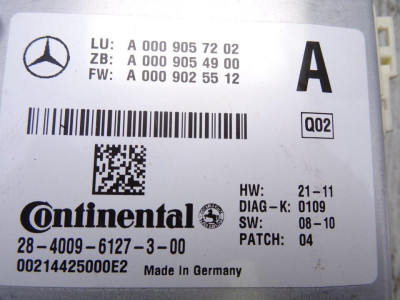 LU: A 000 905 72 02
ZB: A 000 905 49 00
FW: A 000 902 55 12
A
Q02
Continental
HW: 21-11
DIAG-K: 0109
SW: 08-10
PATCH: 04
28-4009-6127-3-00
00214425000E2 Made in Germany